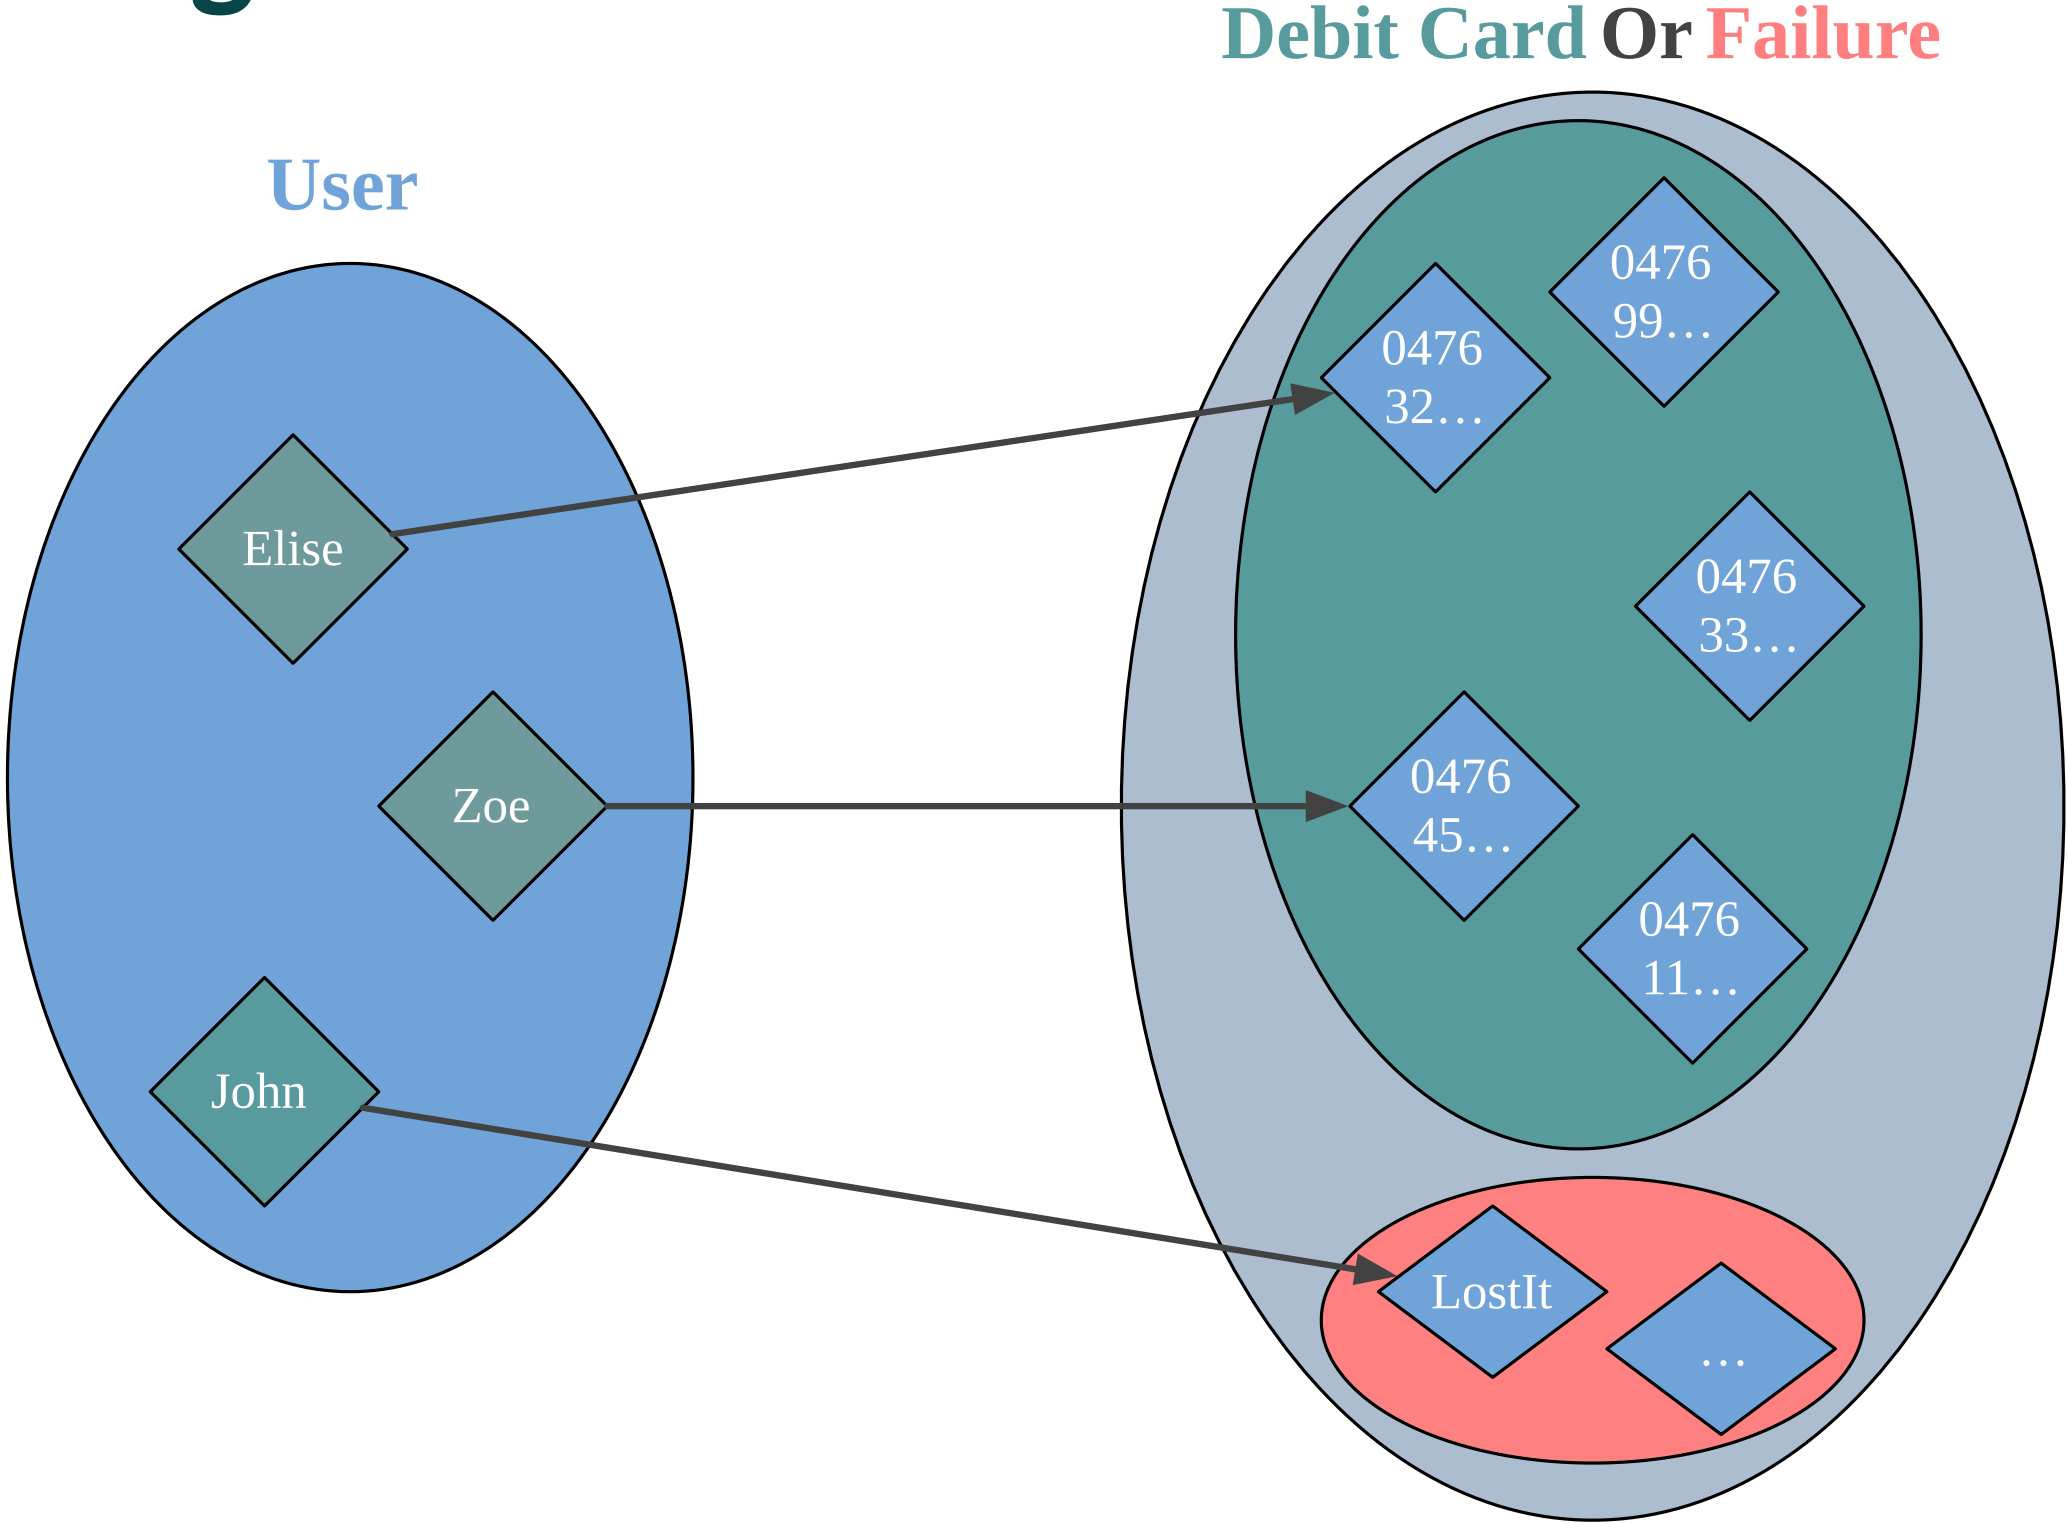 Debit Card Or Failure
User
Elise
Zoe
John
0476
99…
0476
32…
0476
33…
0476
45…
0476
11…
LostIt
…